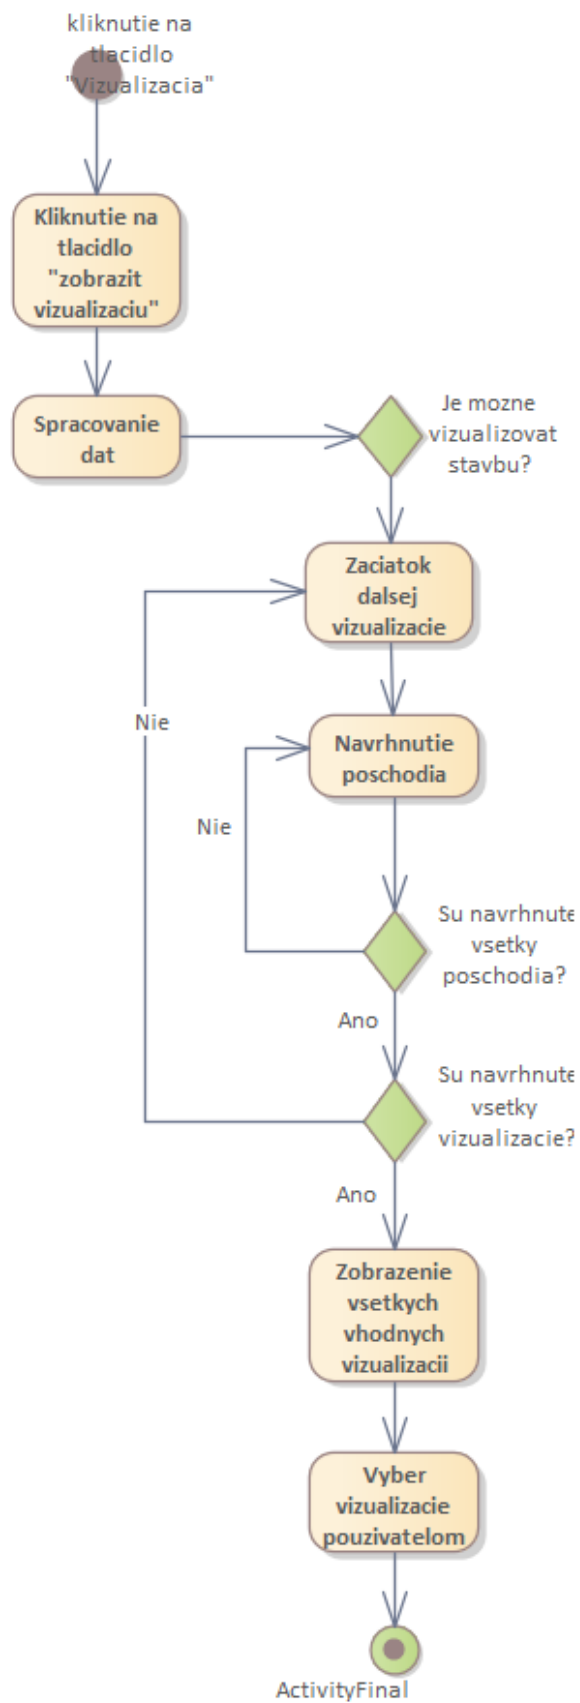 kliknutie na
tlacidlo
"Vizualizacia"
Kliknutie na
tlacidlo
"zobrazit
vizualizaciu"
Spracovanie
dat
Je mozne
vizualizovat
stavbu?
Zaciatok
dalsej
vizualizacie
Nie
Navrhnutie
poschodia
Nie
Su navrhnute
vsetky
poschodia?
Ano
Su navrhnute
vsetky
vizualizacie?
Ano
Zobrazenie
vsetkych
vhodnych
vizualizacii
Vyber
vizualizacie
pouzivatelom
ActivityFinal